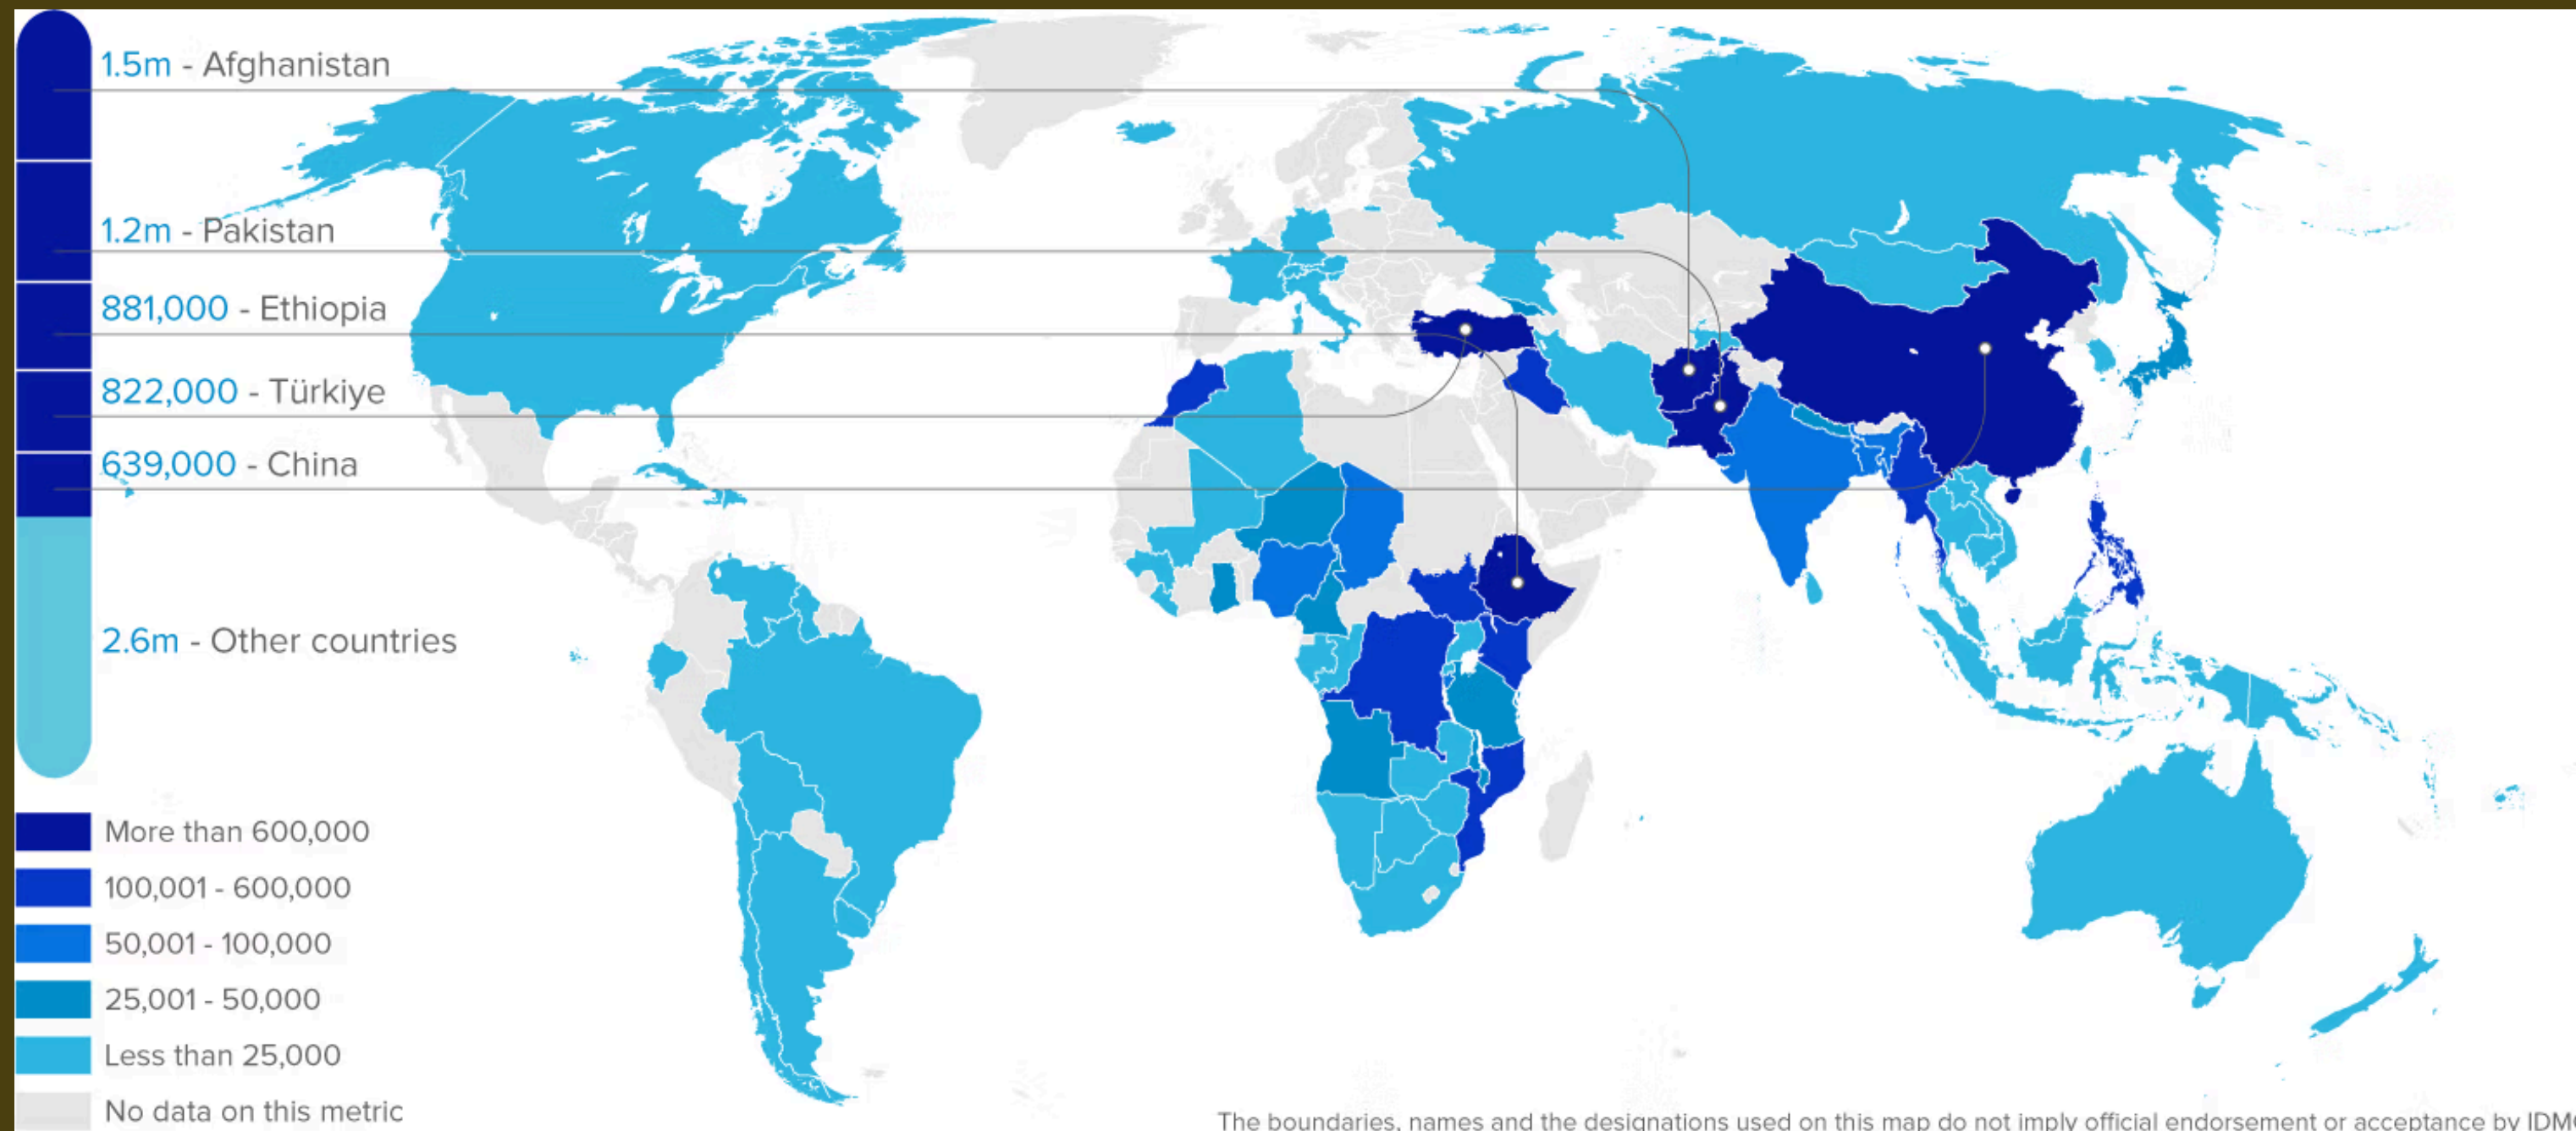 1.5m - Afghanistan
1.2m - Pakistan
881,000 - Ethiopia
822,000 - Türkiye
639,000 - China
2.6m - Other countries
More than 600,000
100,001 - 600,000
50,001 - 100,000
25,001 - 50,000
Less than 25,000
No data on this metric
The boundaries, names and the designations used on this map do not imply official endorsement or acceptance by